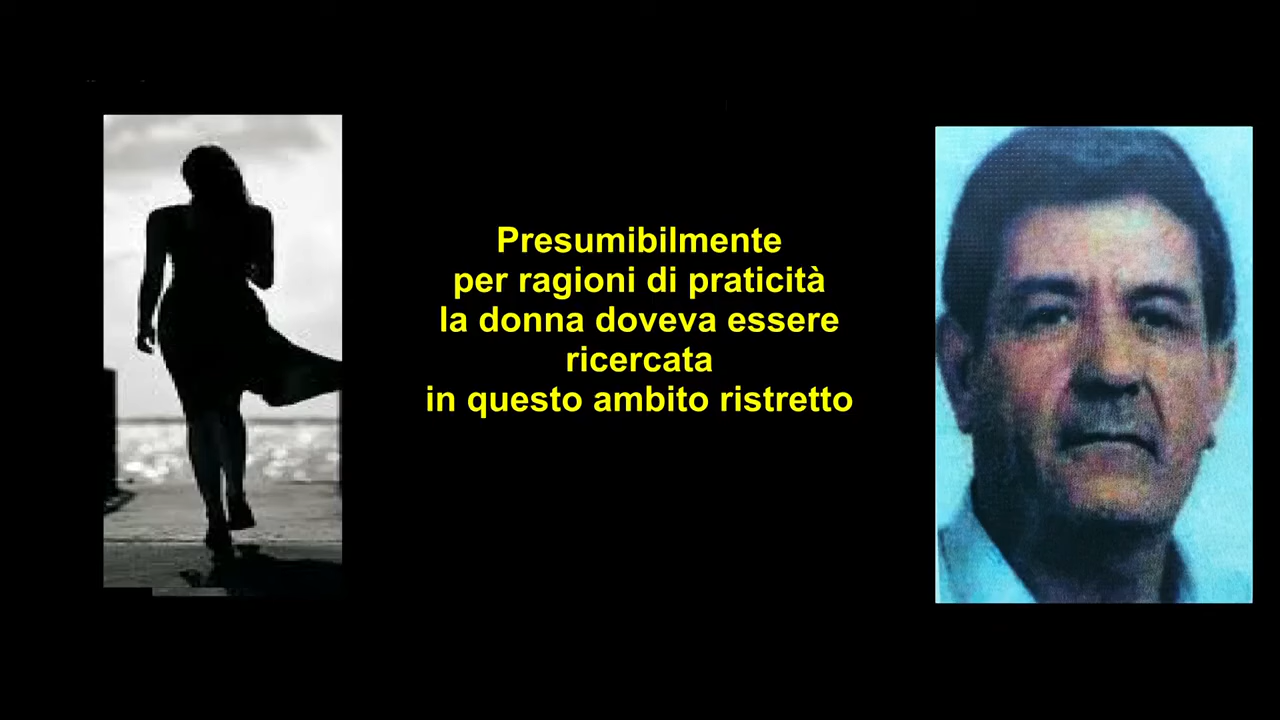 Presumibilmente
per ragioni di praticità
la donna doveva essere
ricercata
in questo ambito ristretto